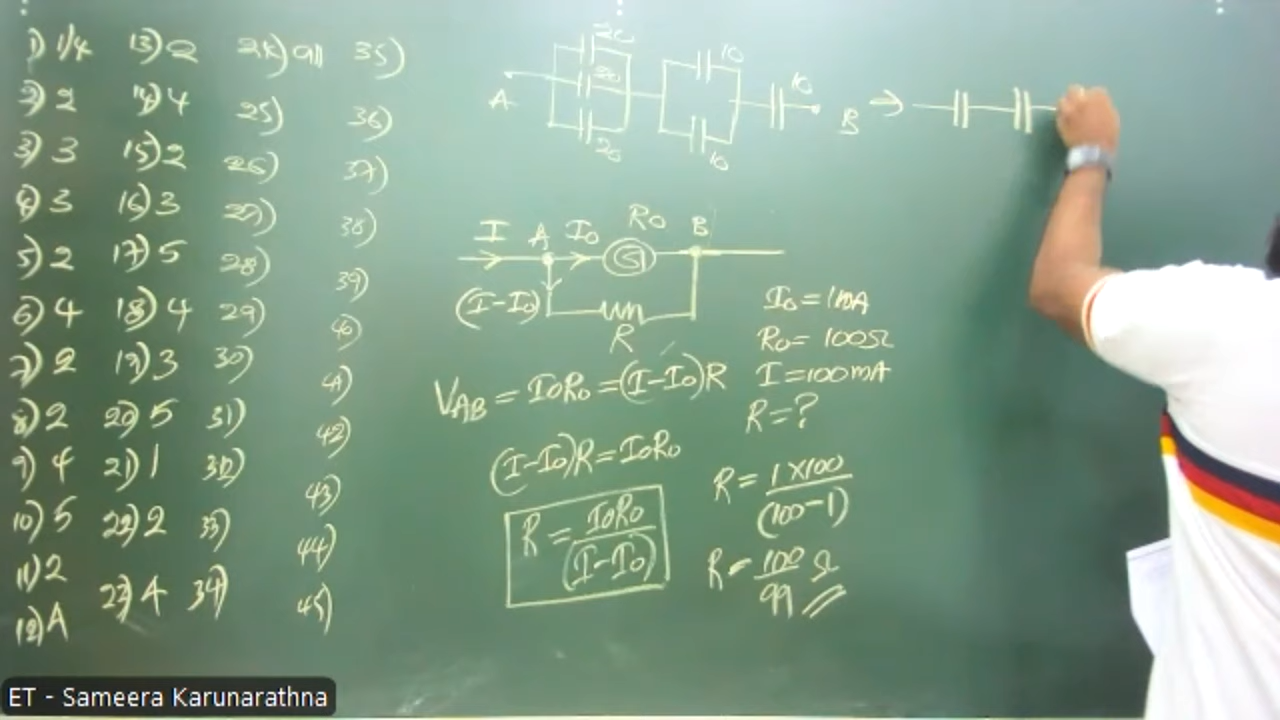 1) 1/4
2) 2
3) 3
4) 3
5) 2
6) 4
7) 2
8) 2
9) 4
10) 5
11) 2
12) A
13) 2
14) 4
15) 2
16) 3
17) 5
18) 4
19) 3
20) 5
21) 1
22) 2
23) 4
24) all
25)
26)
27)
28)
29)
30)
31)
32)
33)
34)
35)
36)
37)
38)
39)
40)
41)
42)
43)
44)
45)
A 20 20 20 10 10 10 B →
I A I₀ R₀ B
G
(I-I₀)
R
V_AB = I₀R₀ = (I-I₀)R
(I-I₀)R = I₀R₀
R = I₀R₀/(I-I₀)
I₀ = 1mA
R₀ = 100Ω
I = 100mA
R = ?
R = 1×100/(100-1)
R = 100/99 Ω
ET - Sameera Karunarathna